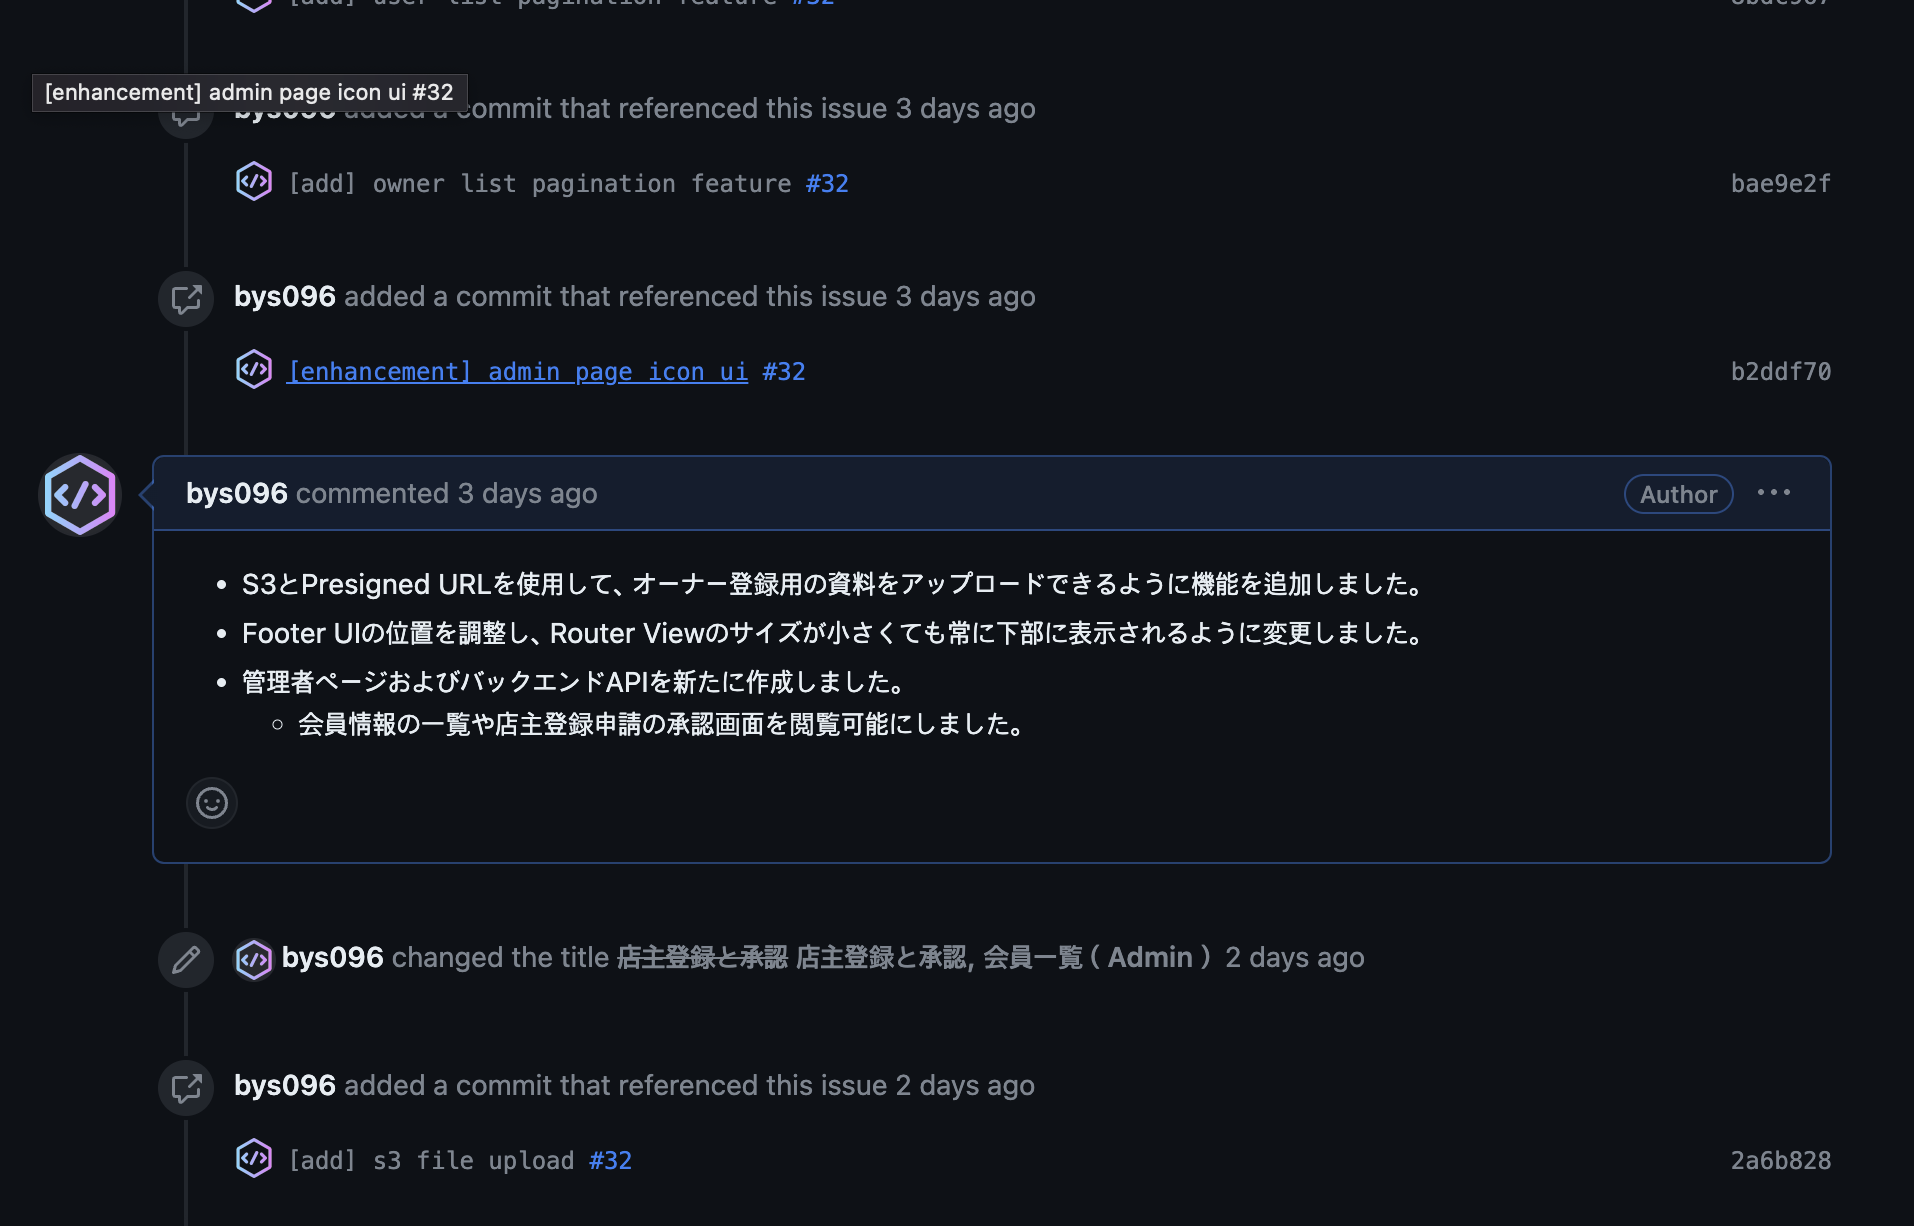 [add] user list pagination feature #32
[enhancement] admin page icon ui #32
bys096 added a commit that referenced this issue 3 days ago
[add] owner list pagination feature #32 bae9e2f
bys096 added a commit that referenced this issue 3 days ago
[enhancement] admin page icon ui #32 b2ddf70
bys096 commented 3 days ago Author
• S3とPresigned URLを使用して、オーナー登録用の資料をアップロードできるように機能を追加しました。
• Footer UIの位置を調整し、Router Viewのサイズが小さくても常に下部に表示されるように変更しました。
• 管理者ページおよびバックエンドAPIを新たに作成しました。
◦ 会員情報の一覧や店主登録申請の承認画面を閲覧可能にしました。
bys096 changed the title 店主登録と承認 店主登録と承認, 会員一覧 ( Admin ) 2 days ago
bys096 added a commit that referenced this issue 2 days ago
[add] s3 file upload #32 2a6b828